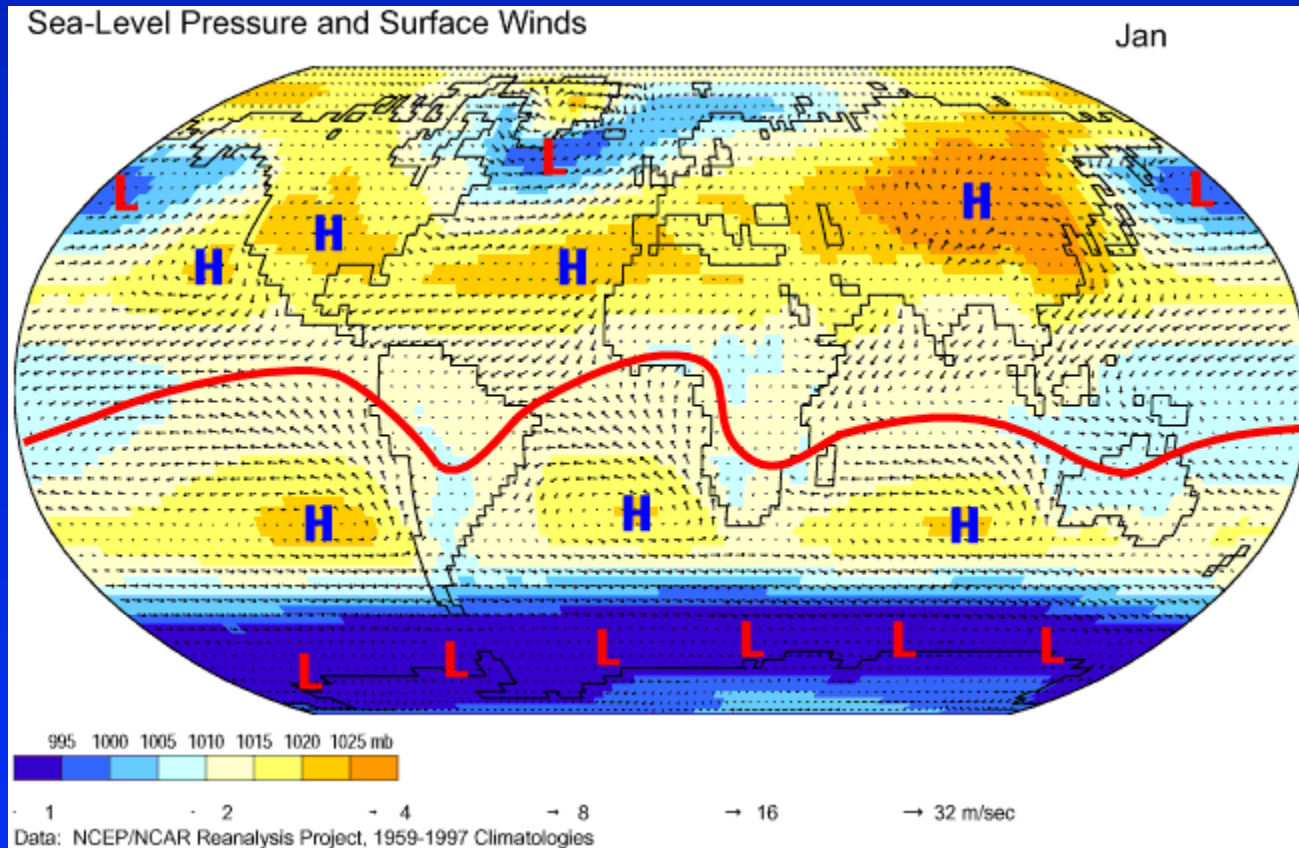 Sea-Level Pressure and Surface Winds
Jan
L
L
H
L
H
H
H
H
H
H
L
L
L
L
L
L
995 1000 1005 1010 1015 1020 1025 mb
1 2 4 8 16 32 m/sec
Data: NCEP/NCAR Reanalysis Project, 1959-1997 Climatologies